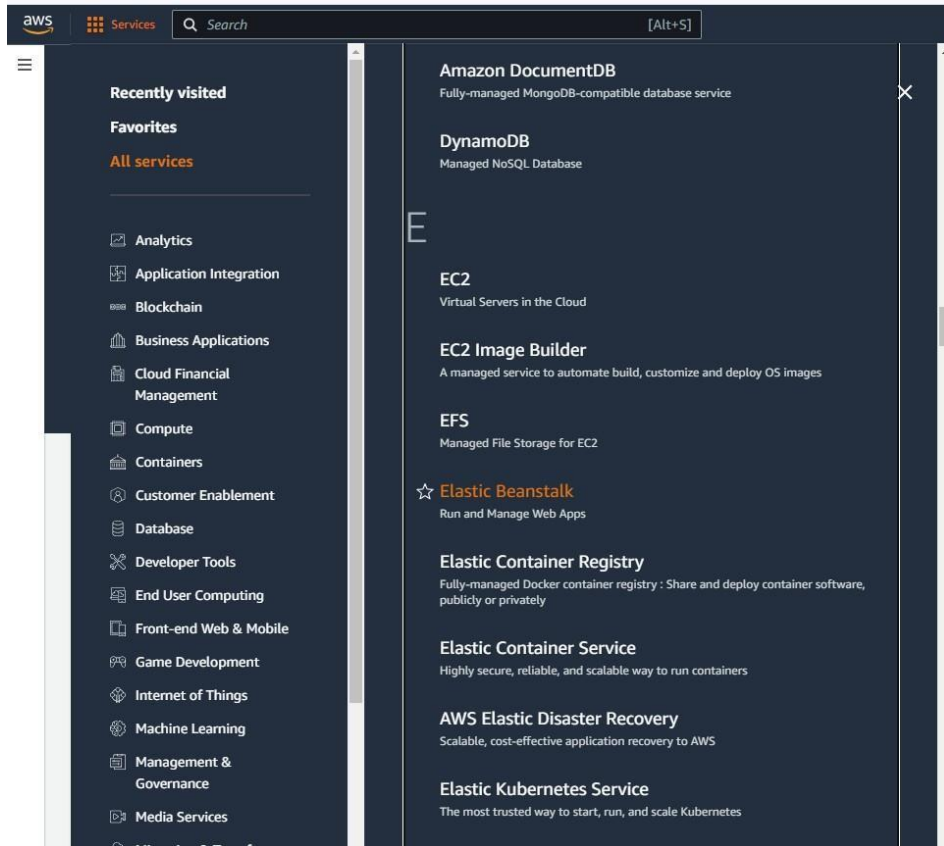 aws
Services
Search
[Alt+S]
Recently visited
Favorites
All services
Analytics
Application Integration
Blockchain
Business Applications
Cloud Financial
Management
Compute
Containers
Customer Enablement
Database
Developer Tools
End User Computing
Front-end Web & Mobile
Game Development
Internet of Things
Machine Learning
Management &
Governance
Media Services
Amazon DocumentDB
Fully-managed MongoDB-compatible database service
DynamoDB
Managed NoSQL Database
E
EC2
Virtual Servers in the Cloud
EC2 Image Builder
A managed service to automate build, customize and deploy OS images
EFS
Managed File Storage for EC2
Elastic Beanstalk
Run and Manage Web Apps
Elastic Container Registry
Fully-managed Docker container registry : Share and deploy container software,
publicly or privately
Elastic Container Service
Highly secure, reliable, and scalable way to run containers
AWS Elastic Disaster Recovery
Scalable, cost-effective application recovery to AWS
Elastic Kubernetes Service
The most trusted way to start, run, and scale Kubernetes